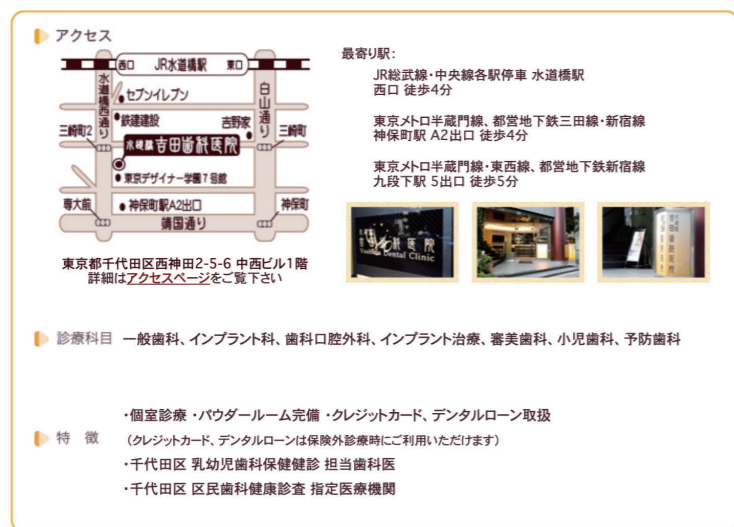 アクセス
西口 JR水道橋駅 東口
水道橋西通り
白山通り
セブンイレブン
鉄建建設
吉野家
三崎町2
三崎町
水道橋 吉田歯科医院
東京デザイナー学園7号館
専大前
神保町駅A2出口
神保町
靖国通り
東京都千代田区西神田2-5-6 中西ビル1階
詳細はアクセスページをご覧下さい
最寄り駅:
JR総武線・中央線各駅停車 水道橋駅
西口 徒歩4分
東京メトロ半蔵門線、都営地下鉄三田線・新宿線
神保町駅 A2出口 徒歩4分
東京メトロ半蔵門線・東西線、都営地下鉄新宿線
九段下駅 5出口 徒歩5分
吉田歯科医院
Yoshida Dental Clinic
吉田歯科医院
診療科目 一般歯科、インプラント科、歯科口腔外科、インプラント治療、審美歯科、小児歯科、予防歯科
特 徴
・個室診療 ・パウダールーム完備 ・クレジットカード、デンタルローン取扱
(クレジットカード、デンタルローンは保険外診療時にご利用いただけます)
・千代田区 乳幼児歯科保健健診 担当歯科医
・千代田区 区民歯科健康診査 指定医療機関